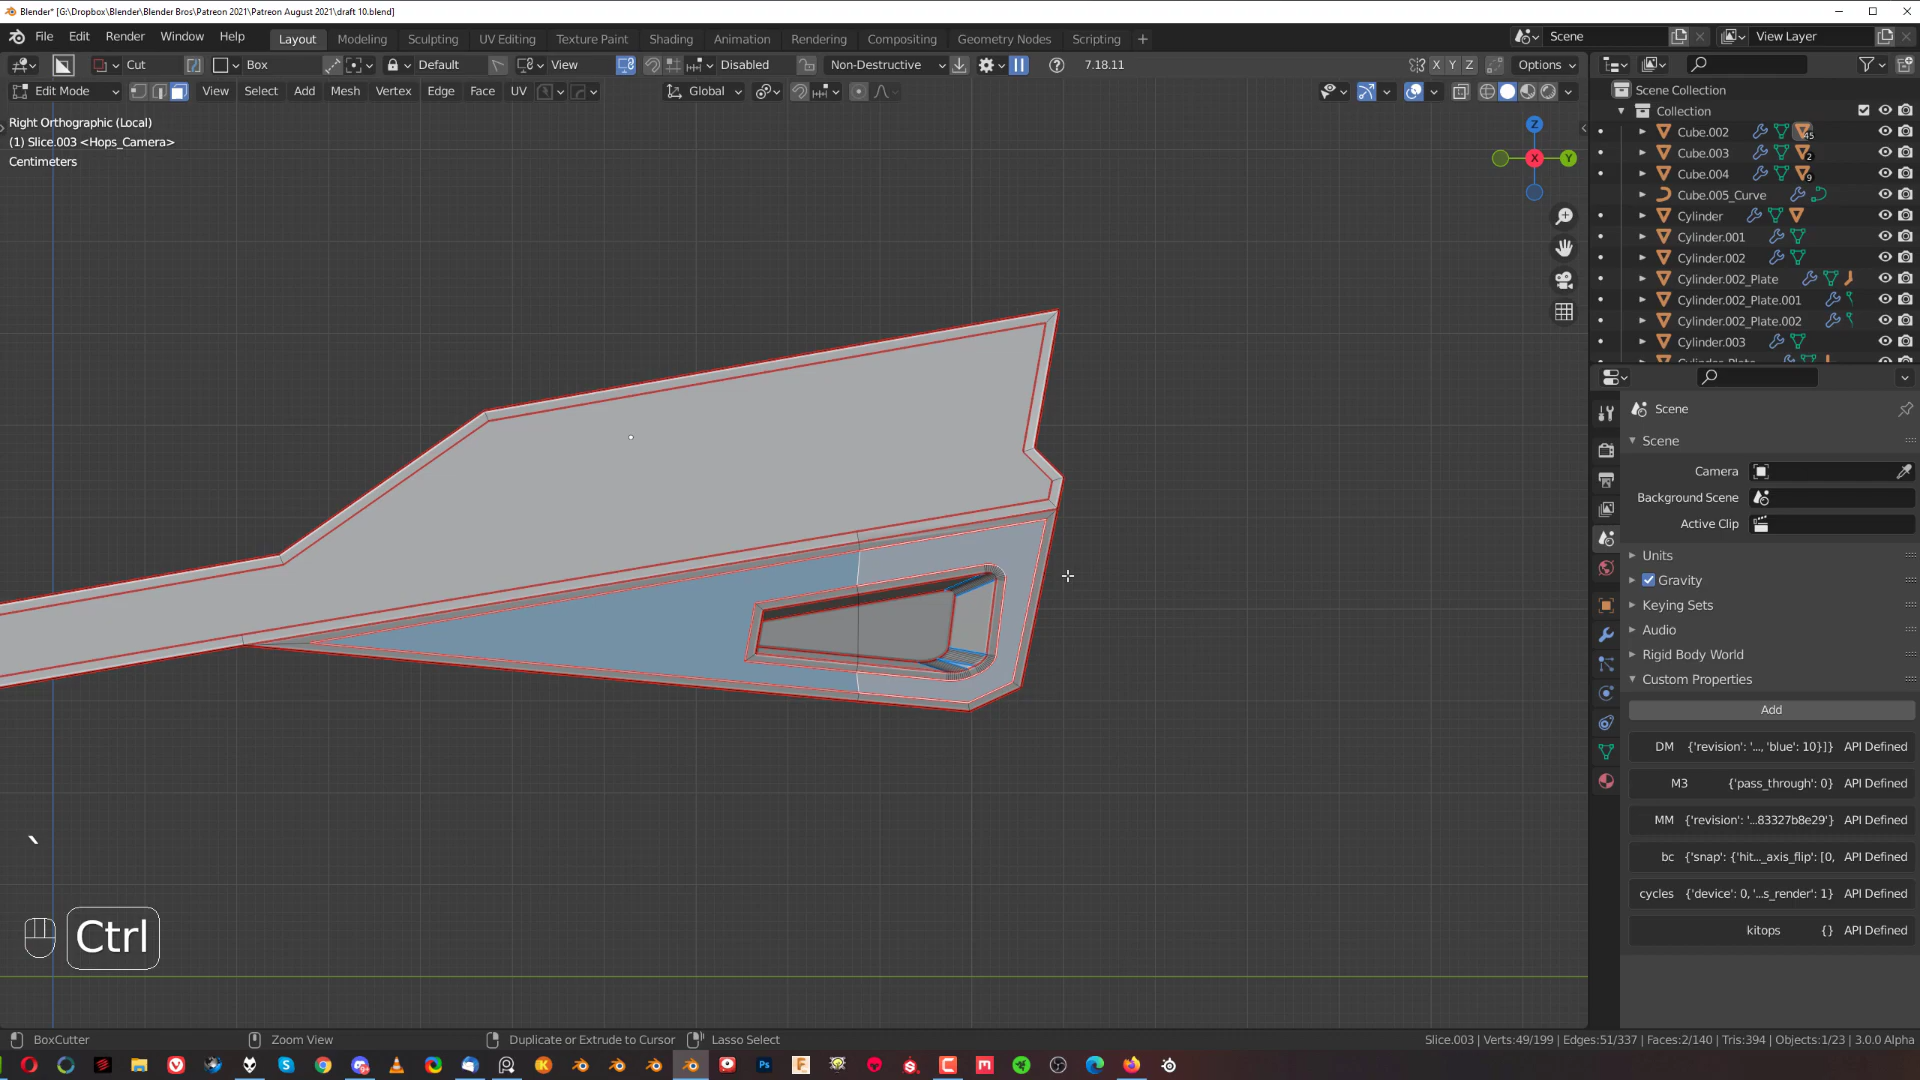 Blender* [G:\Dropbox\Blender\Blender Bros\Patreon 2021\Patreon August 2021\draft 10.blend]
File Edit Render Window Help Layout Modeling Sculpting UV Editing Texture Paint Shading Animation Rendering Compositing Geometry Nodes Scripting + Scene View Layer
Cut Box Default View Disabled Non-Destructive 7.18.11 X Y Z Options
Edit Mode View Select Add Mesh Vertex Edge Face UV Global
Right Orthographic (Local)
(1) Slice.003 <Hops_Camera>
Centimeters
Z
X
Y
Scene Collection
Collection
Cube.002 45
Cube.003 2
Cube.004 9
Cube.005_Curve
Cylinder
Cylinder.001
Cylinder.002
Cylinder.002_Plate
Cylinder.002_Plate.001
Cylinder.002_Plate.002
Cylinder.003
Cylinder_Plate
Scene
Scene
Camera
Background Scene
Active Clip
Units
Gravity
Keying Sets
Audio
Rigid Body World
Custom Properties
Add
DM {'revision': '..., 'blue': 10}]} API Defined
M3 {'pass_through': 0} API Defined
MM {'revision': '...83327b8e29'} API Defined
bc {'snap': {'hit..._axis_flip': [0, API Defined
cycles {'device': 0, '...s_render': 1} API Defined
kitops {} API Defined
`
Ctrl
BoxCutter Zoom View Duplicate or Extrude to Cursor Lasso Select Slice.003 | Verts:49/199 | Edges:51/337 | Faces:2/140 | Tris:394 | Objects:1/23 | 3.0.0 Alpha